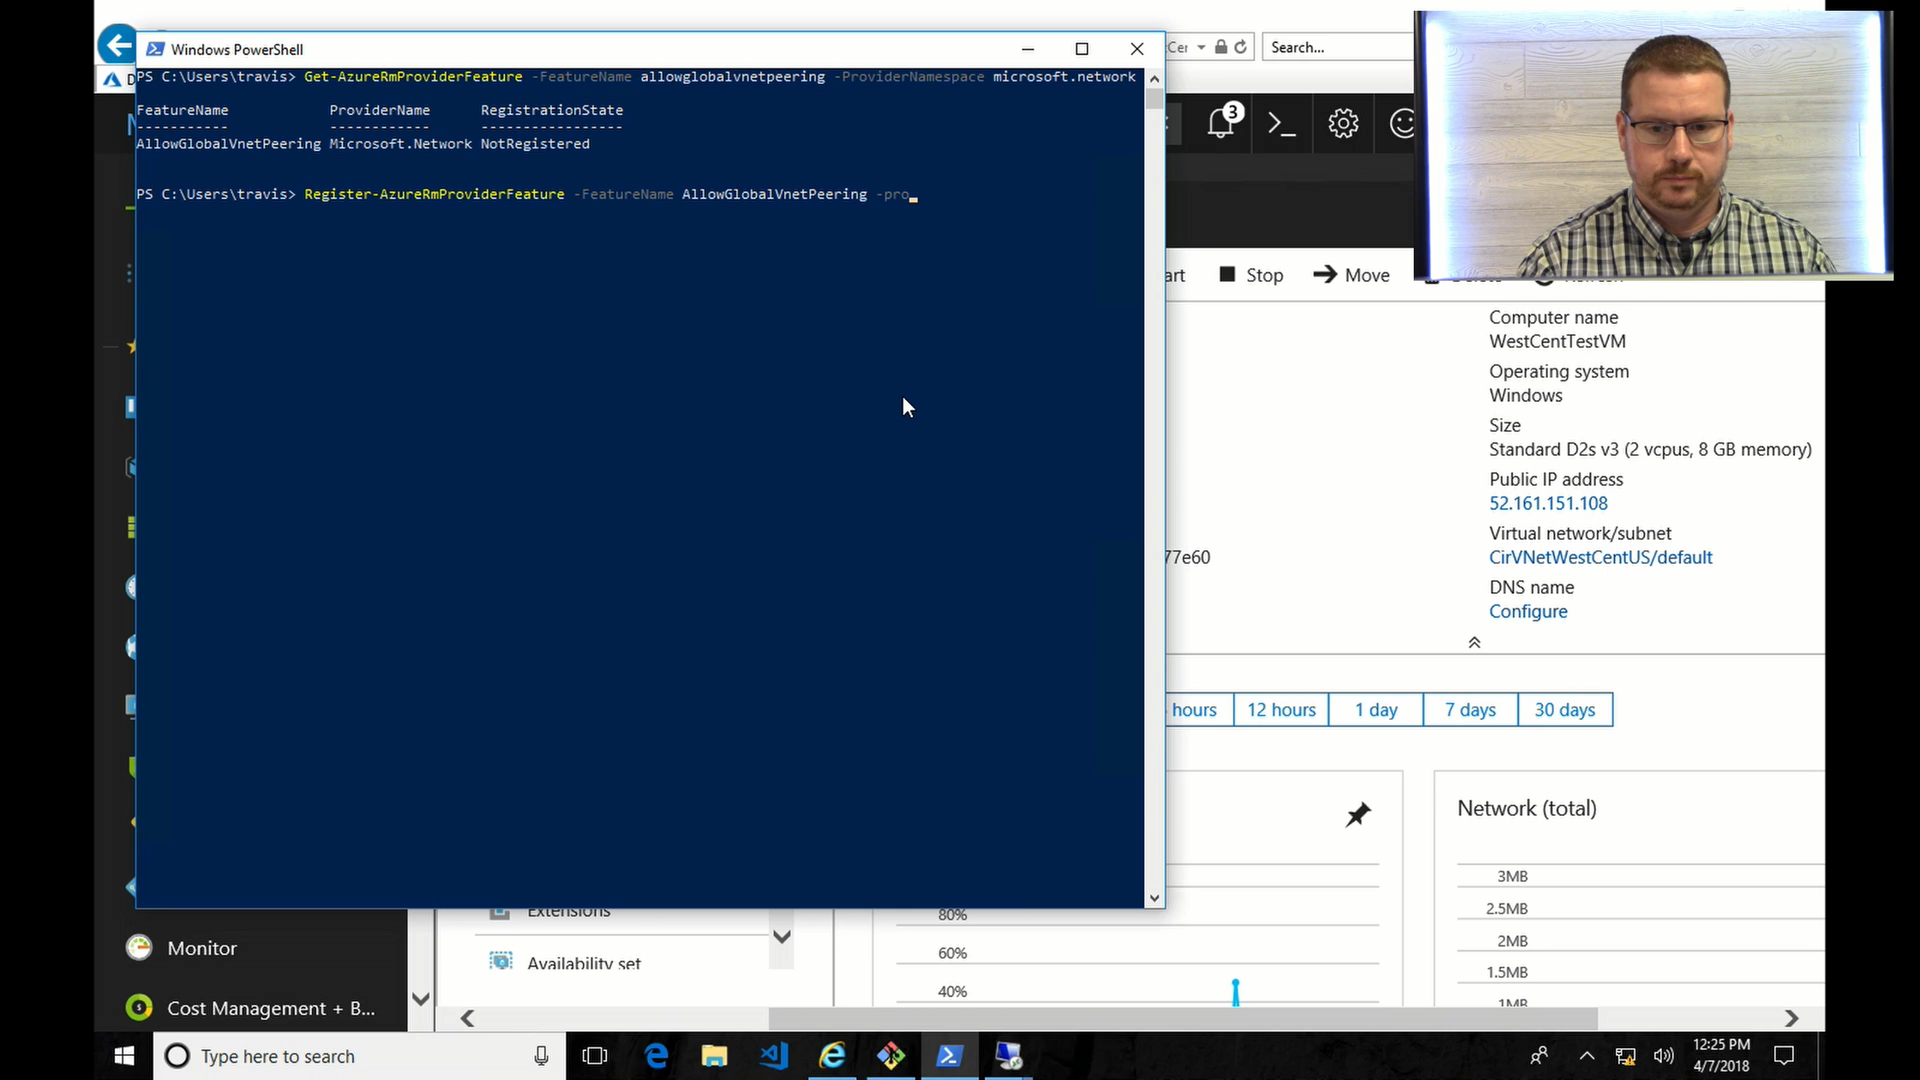 Windows PowerShell
PS C:\Users\travis> Get-AzureRmProviderFeature -FeatureName allowglobalvnetpeering -ProviderNamespace microsoft.network
FeatureName ProviderName RegistrationState
----------- ------------ -----------------
AllowGlobalVnetPeering Microsoft.Network NotRegistered
PS C:\Users\travis> Register-AzureRmProviderFeature -FeatureName AllowGlobalVnetPeering -pro_
Search...
3
Stop
Move
Computer name
WestCentTestVM
Operating system
Windows
Size
Standard D2s v3 (2 vcpus, 8 GB memory)
Public IP address
52.161.151.108
Virtual network/subnet
CirVNetWestCentUS/default
DNS name
Configure
77e60
hours
12 hours
1 day
7 days
30 days
Network (total)
3MB
2.5MB
2MB
1.5MB
1MB
80%
60%
40%
Extensions
Availability set
Monitor
Cost Management + B...
Type here to search
12:25 PM
4/7/2018